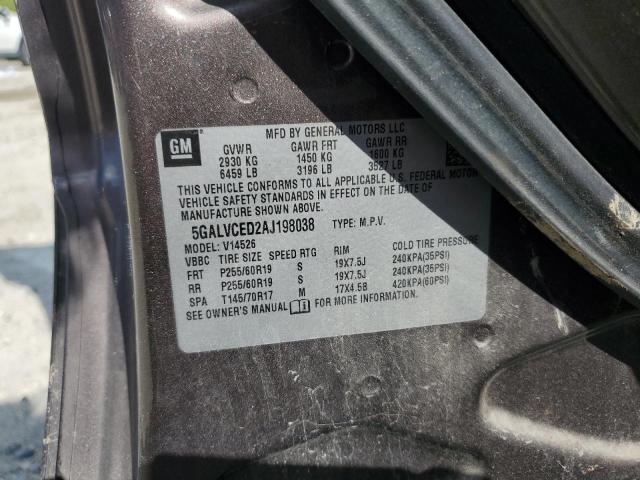 GM
MFD BY GENERAL MOTORS LLC
GVWR GAWR FRT GAWR RR
2930 KG 1450 KG 1600 KG
6459 LB 3196 LB 3527 LB
THIS VEHICLE CONFORMS TO ALL APPLICABLE U.S. FEDERAL MOTOR
VEHICLE SAFETY STANDARDS IN EFFECT ON THE DATE OF
MANUFACTURE SHOWN ABOVE.
5GALVCED2AJ198038 TYPE: M.P.V.
MODEL: V14526
VBBC TIRE SIZE SPEED RTG RIM COLD TIRE PRESSURE
FRT P255/60R19 S 19X7.5J 240KPA(35PSI)
RR P255/60R19 S 19X7.5J 240KPA(35PSI)
SPA T145/70R17 M 17X4.5B 420KPA(60PSI)
SEE OWNER'S MANUAL FOR MORE INFORMATION